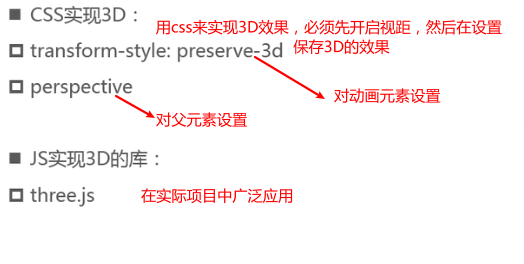 CSS实现3D：
用css来实现3D效果，必须先开启视距，然后在设置
保存3D的效果
transform-style: preserve-3d
perspective
对动画元素设置
对父元素设置
JS实现3D的库：
three.js
在实际项目中广泛应用